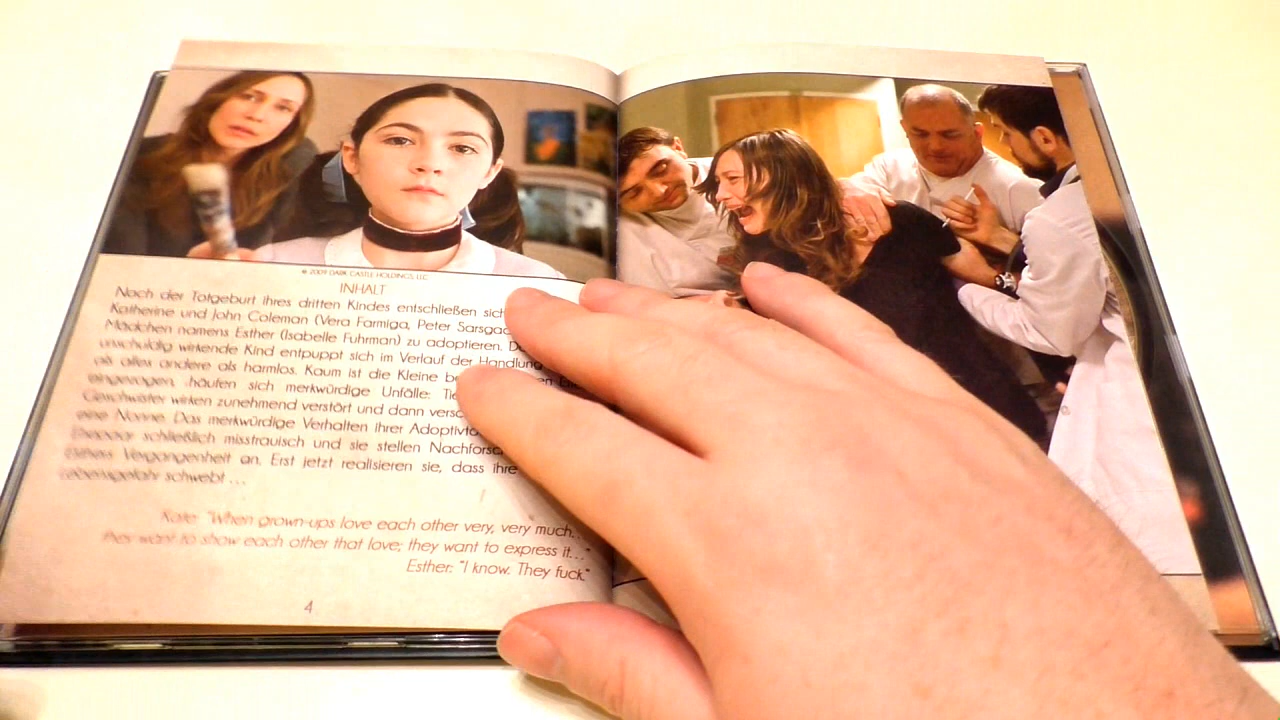 © 2009 DARK CASTLE HOLDINGS, LLC
INHALT
Nach der Totgeburt ihres dritten Kindes entschließen sich
Katherine und John Coleman (Vera Farmiga, Peter Sarsgaa
Mädchen namens Esther (Isabelle Fuhrman) zu adoptieren.
unschuldig wirkende Kind entpuppt sich im Verlauf der Handlung
als alles andere als harmlos. Kaum ist die Kleine
eingezogen, häufen sich merkwürdige Unfälle:
Geschwister wirken zunehmend verstört und dann
eine Nonne. Das merkwürdige Verhalten ihrer
Ehepaar schließlich misstrauisch und sie stellen
Esthers Vergangenheit an. Erst jetzt realisieren sie, dass ihre
Lebensgefahr schwebt ...
Kate: "When grown-ups love each other very, very much...
they want to show each other that love; they want to express it..."
Esther: "I know. They fuck."
4